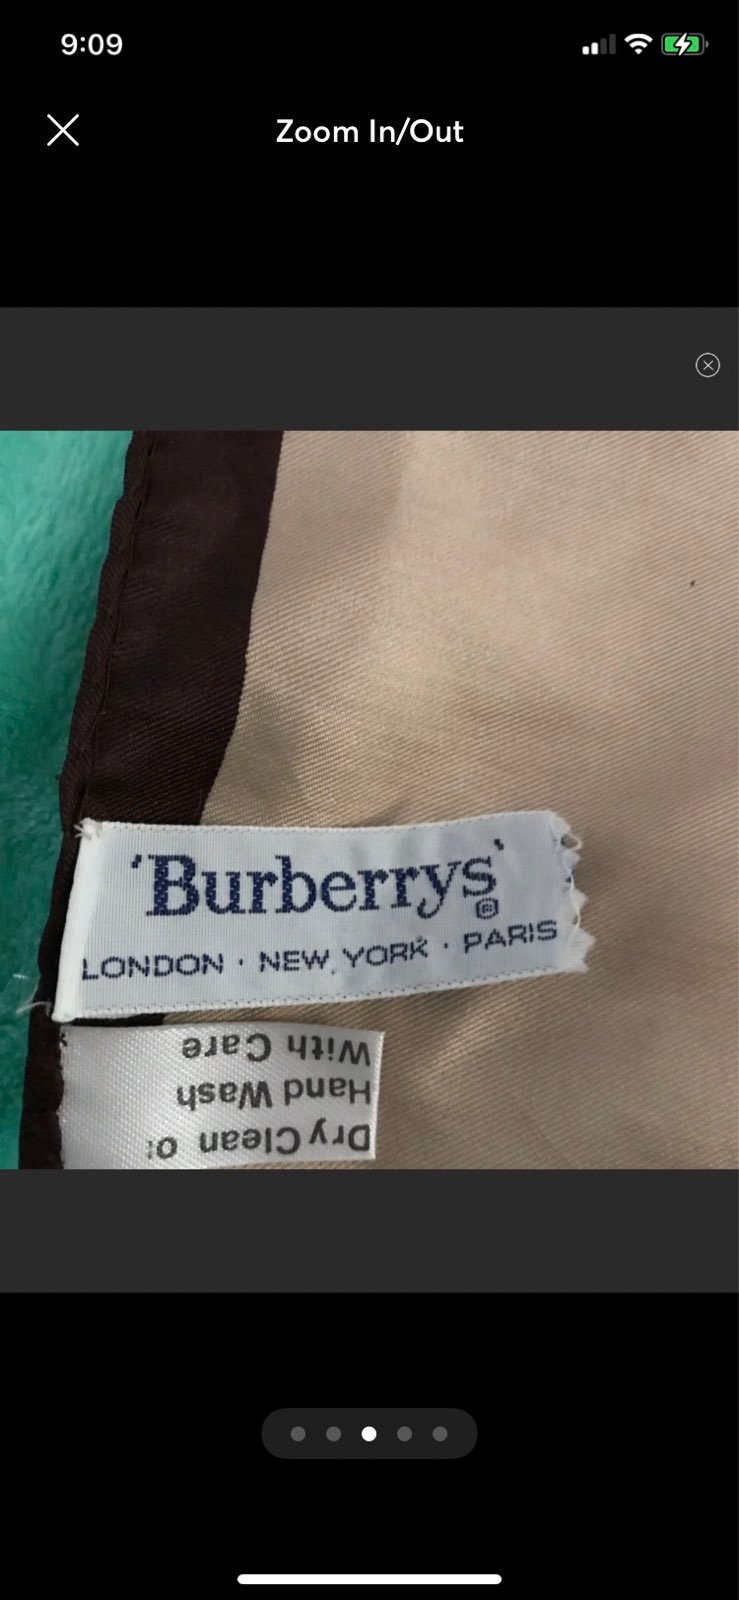 9:09
Zoom In/Out
'Burberrys'
®
LONDON · NEW YORK · PARIS
Dry Clean Or
Hand Wash
With Care